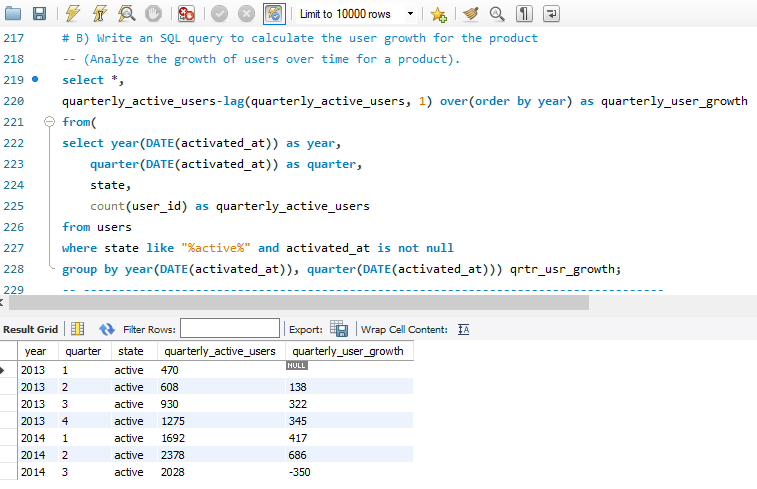 Limit to 10000 rows
217 # B) Write an SQL query to calculate the user growth for the product
218 -- (Analyze the growth of users over time for a product).
219 select *,
220 quarterly_active_users-lag(quarterly_active_users, 1) over(order by year) as quarterly_user_growth
221 from(
222 select year(DATE(activated_at)) as year,
223 quarter(DATE(activated_at)) as quarter,
224 state,
225 count(user_id) as quarterly_active_users
226 from users
227 where state like "%active%" and activated_at is not null
228 group by year(DATE(activated_at)), quarter(DATE(activated_at))) qrtr_usr_growth;
229 -- ----------------------------------------------------------------------
Result Grid Filter Rows: Export: Wrap Cell Content: IA
year quarter state quarterly_active_users quarterly_user_growth
2013 1 active 470 NULL
2013 2 active 608 138
2013 3 active 930 322
2013 4 active 1275 345
2014 1 active 1692 417
2014 2 active 2378 686
2014 3 active 2028 -350